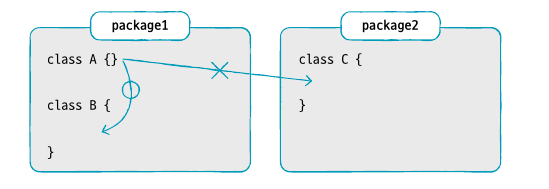 package1
class A {}
class B {
}
package2
class C {
}